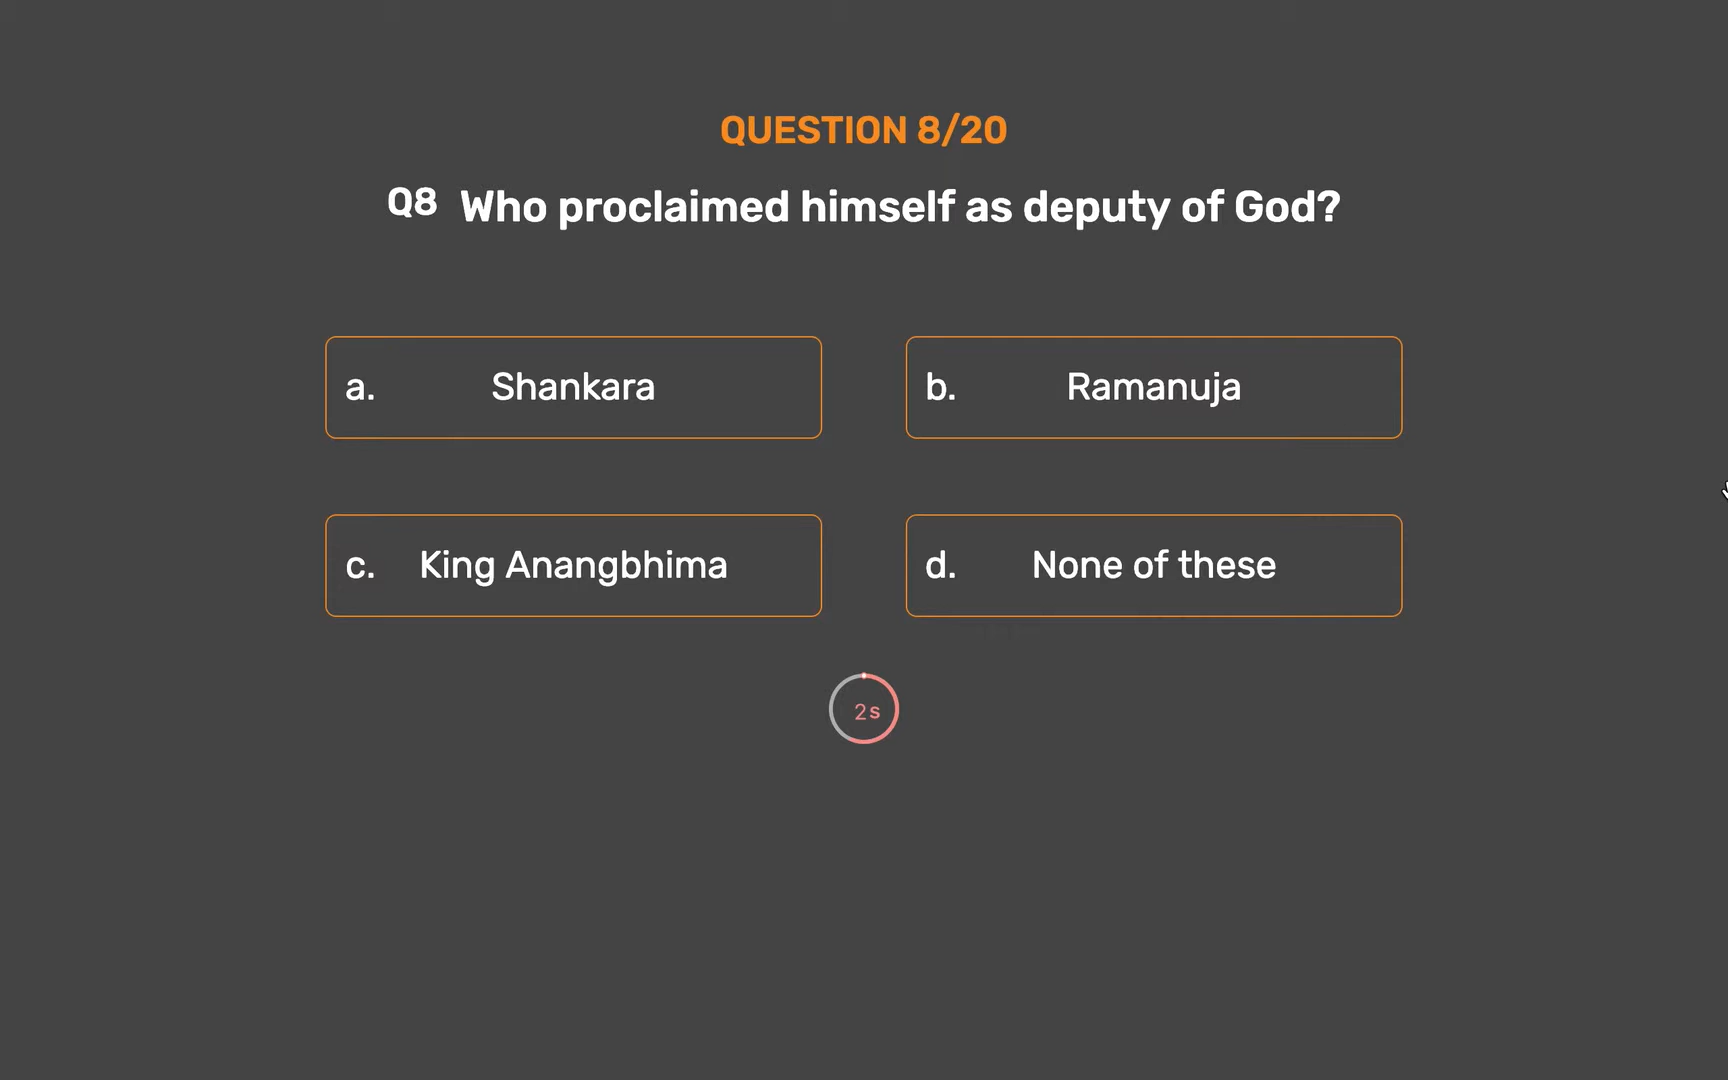 QUESTION 8/20
Q8 Who proclaimed himself as deputy of God?
a. Shankara
b. Ramanuja
c. King Anangbhima
d. None of these
2s